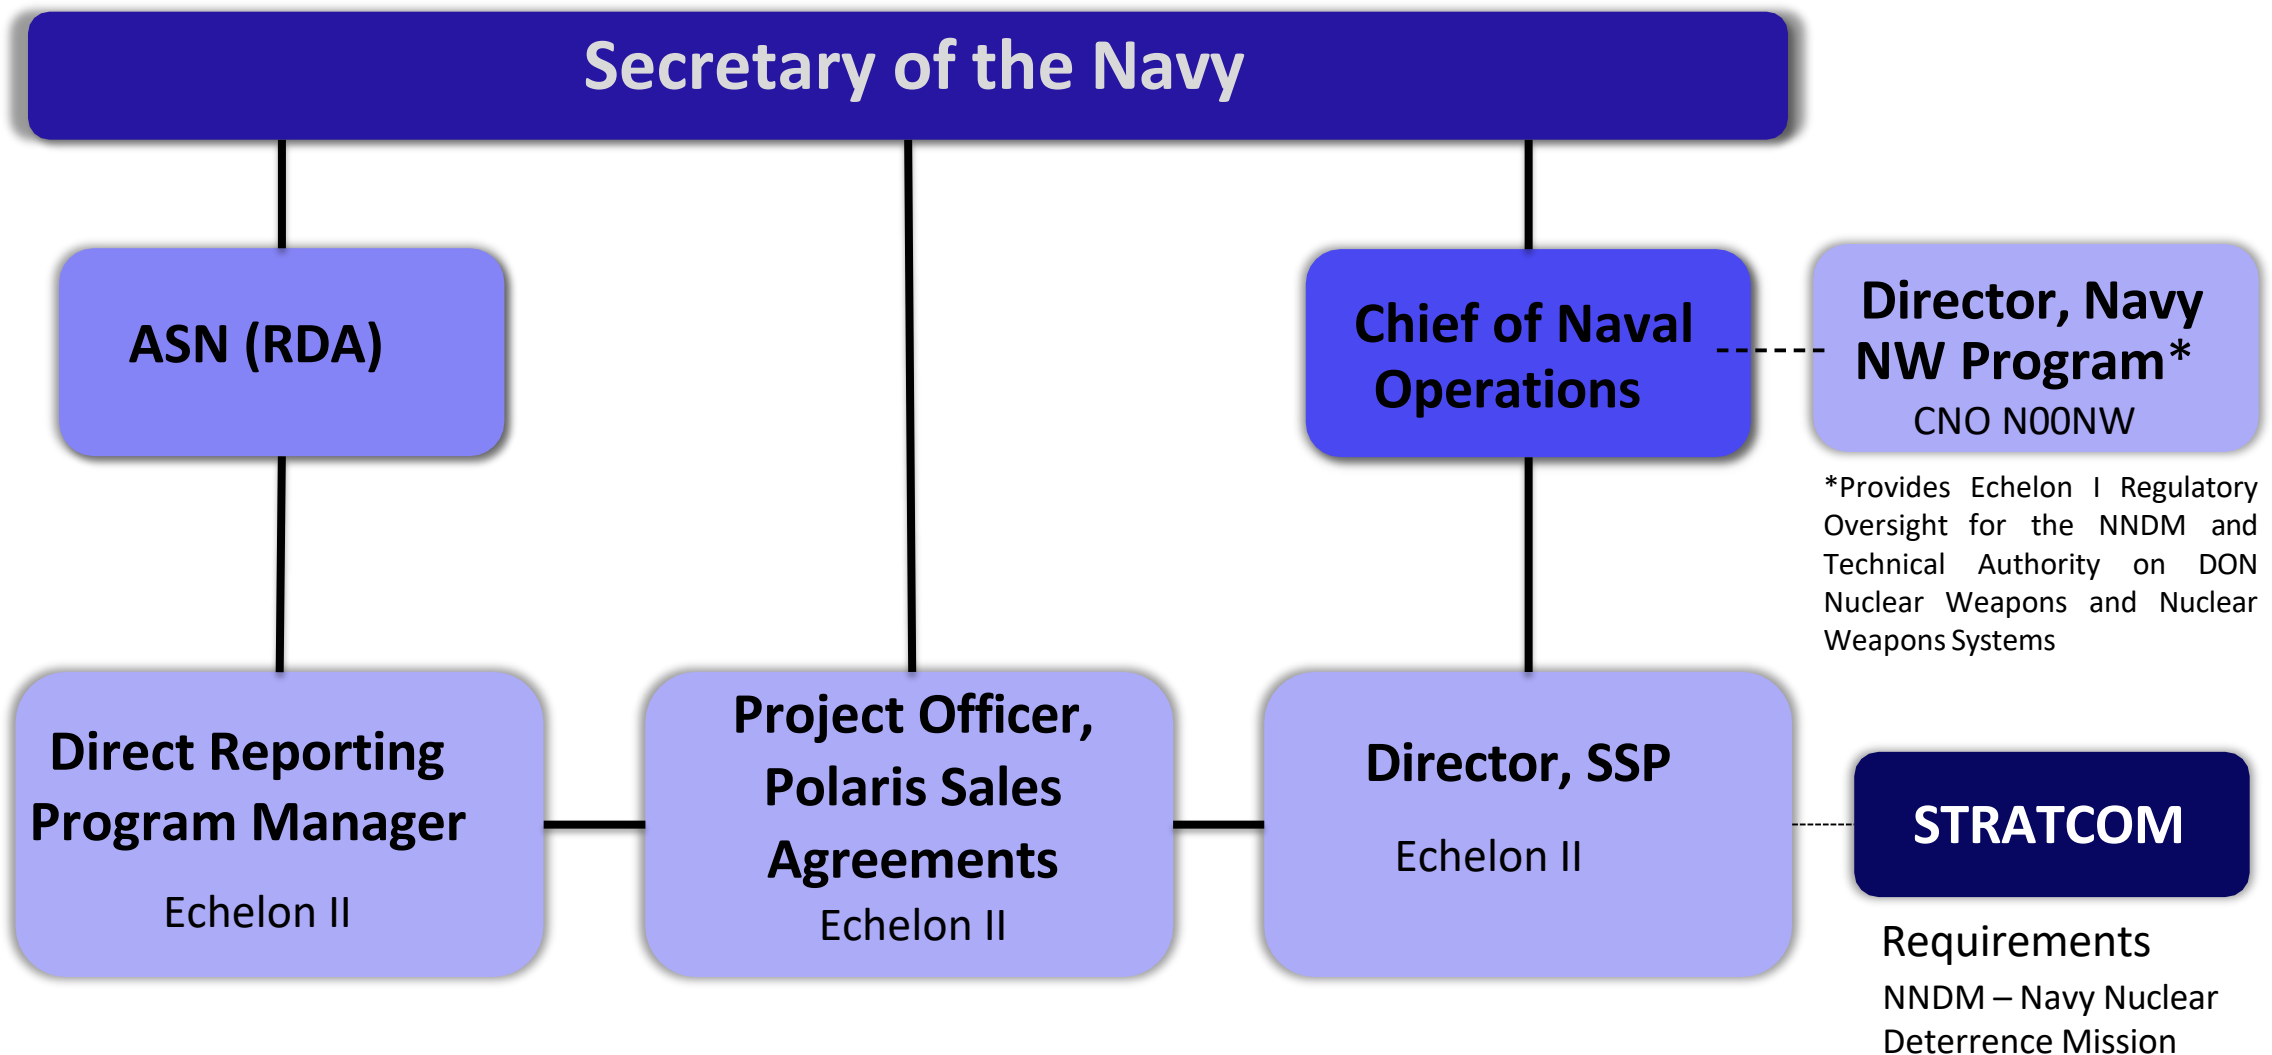 Secretary of the Navy
ASN (RDA)
Chief of Naval
Operations
Director, Navy
NW Program*
CNO N00NW
*Provides Echelon I Regulatory
Oversight for the NNDM and
Technical Authority on DON
Nuclear Weapons and Nuclear
Weapons Systems
Direct Reporting
Program Manager
Echelon II
Project Officer,
Polaris Sales
Agreements
Echelon II
Director, SSP
Echelon II
STRATCOM
Requirements
NNDM – Navy Nuclear
Deterrence Mission